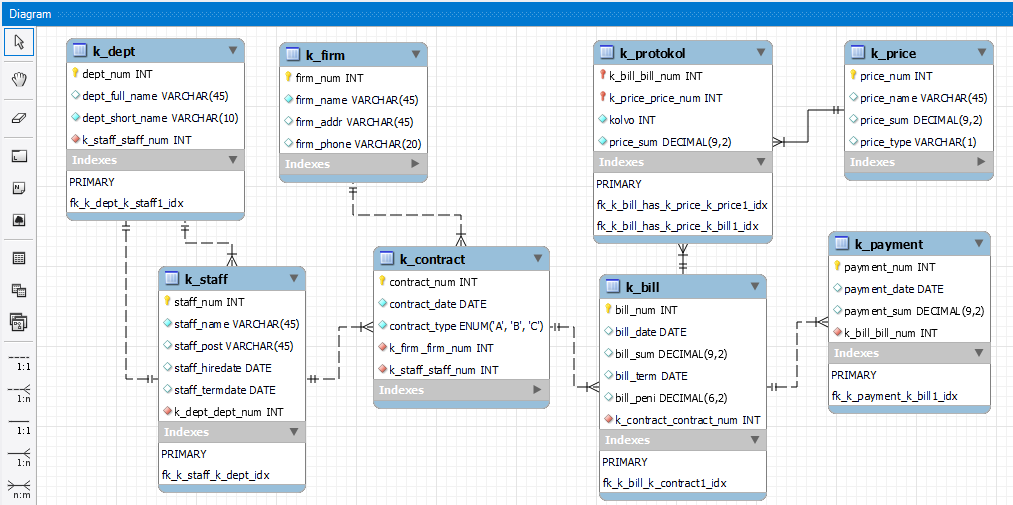 Diagram
k_dept
dept_num INT
dept_full_name VARCHAR(45)
dept_short_name VARCHAR(10)
k_staff_staff_num INT
Indexes
PRIMARY
fk_k_dept_k_staff1_idx
k_firm
firm_num INT
firm_name VARCHAR(45)
firm_addr VARCHAR(45)
firm_phone VARCHAR(20)
Indexes
k_protokol
k_bill_bill_num INT
k_price_price_num INT
kolvo INT
price_sum DECIMAL(9,2)
Indexes
PRIMARY
fk_k_bill_has_k_price_k_price1_idx
fk_k_bill_has_k_price_k_bill1_idx
k_price
price_num INT
price_name VARCHAR(45)
price_sum DECIMAL(9,2)
price_type VARCHAR(1)
Indexes
k_staff
staff_num INT
staff_name VARCHAR(45)
staff_post VARCHAR(45)
staff_hiredate DATE
staff_termdate DATE
k_dept_dept_num INT
Indexes
PRIMARY
fk_k_staff_k_dept_idx
k_contract
contract_num INT
contract_date DATE
contract_type ENUM('A', 'B', 'C')
k_firm_firm_num INT
k_staff_staff_num INT
Indexes
k_bill
bill_num INT
bill_date DATE
bill_sum DECIMAL(9,2)
bill_term DATE
bill_peni DECIMAL(6,2)
k_contract_contract_num INT
Indexes
PRIMARY
fk_k_bill_k_contract1_idx
k_payment
payment_num INT
payment_date DATE
payment_sum DECIMAL(9,2)
k_bill_bill_num INT
Indexes
PRIMARY
fk_k_payment_k_bill1_idx
1:1
1:n
1:1
1:n
n:m